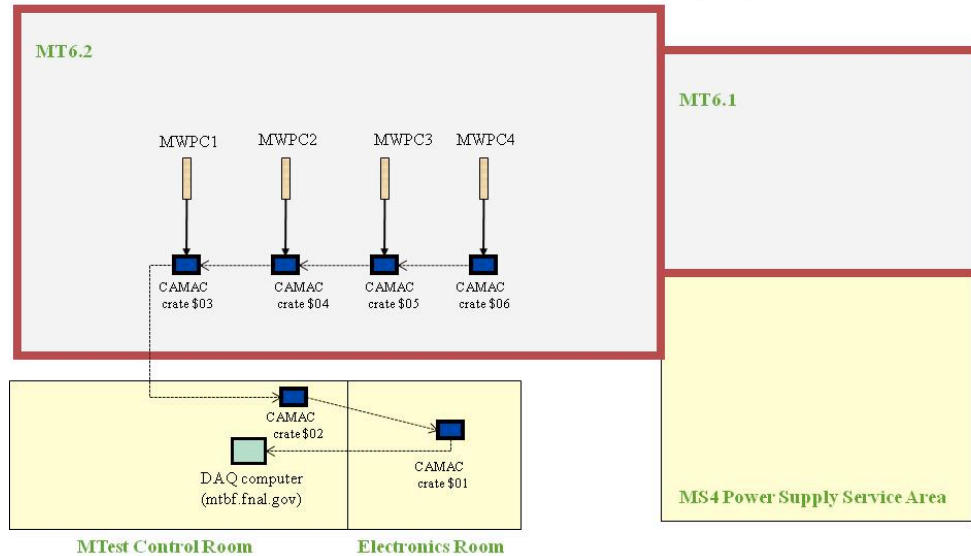 MT6.2
MT6.1
MWPC1
MWPC2
MWPC3
MWPC4
CAMAC
crate $03
CAMAC
crate $04
CAMAC
crate $05
CAMAC
crate $06
CAMAC
crate $02
CAMAC
crate $01
DAQ computer
(mtbf.fnal.gov)
MS4 Power Supply Service Area
MTest Control Room
Electronics Room